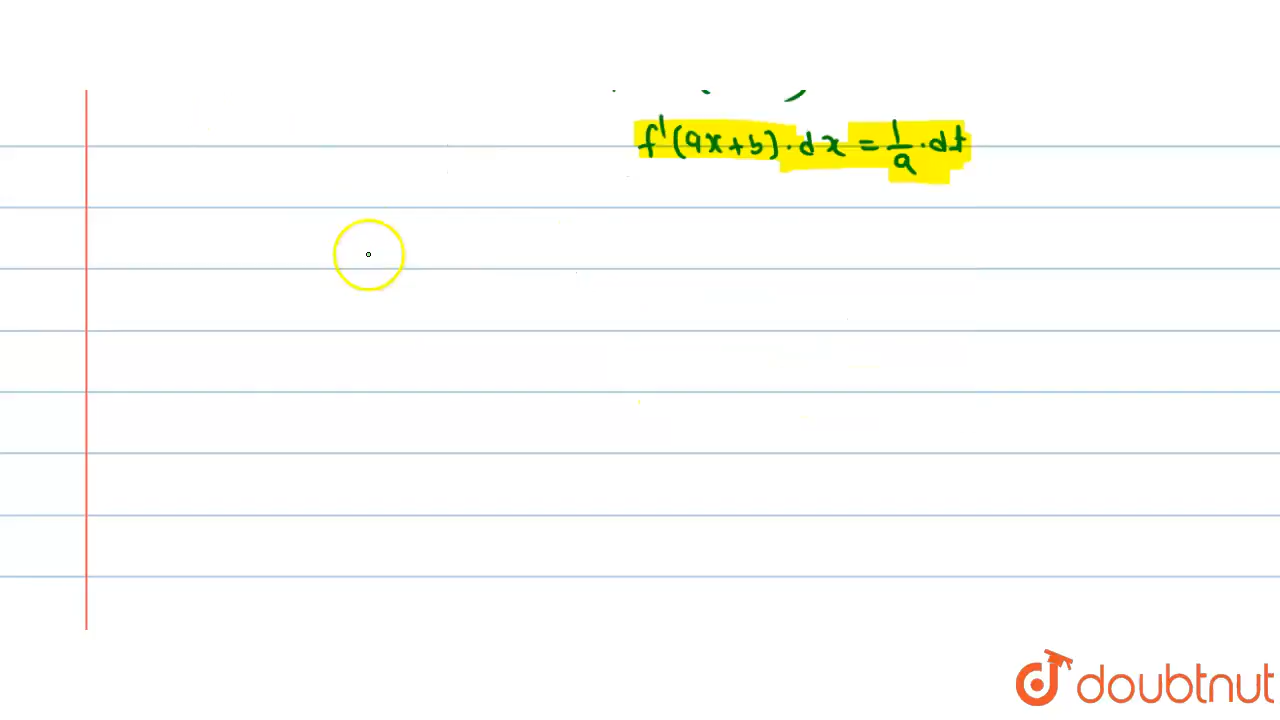 f'(ax+b)·dx = 1/a·dt
doubtnut